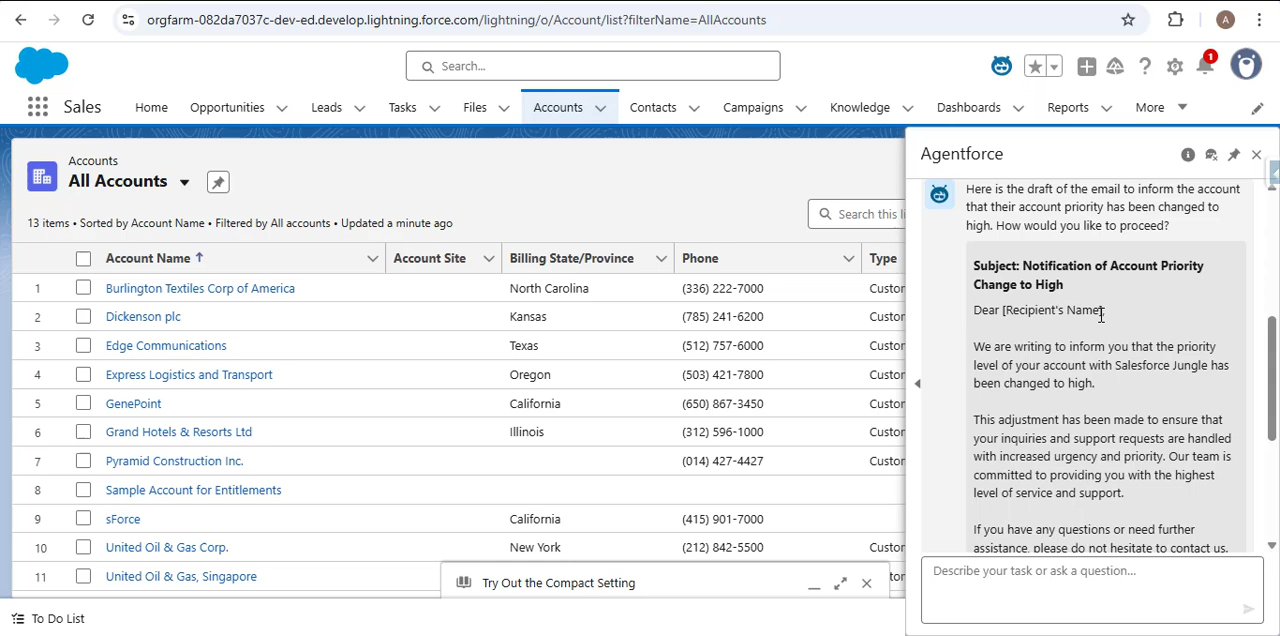 orgfarm-082da7037c-dev-ed.develop.lightning.force.com/lightning/o/Account/list?filterName=AllAccounts
A
Search...
1
Sales
Home
Opportunities
Leads
Tasks
Files
Accounts
Contacts
Campaigns
Knowledge
Dashboards
Reports
More
Accounts
All Accounts
13 items • Sorted by Account Name • Filtered by All accounts • Updated a minute ago
Search this li
Account Name
Account Site
Billing State/Province
Phone
Type
1 Burlington Textiles Corp of America North Carolina (336) 222-7000 Custo
2 Dickenson plc Kansas (785) 241-6200 Custo
3 Edge Communications Texas (512) 757-6000 Custo
4 Express Logistics and Transport Oregon (503) 421-7800 Custo
5 GenePoint California (650) 867-3450 Custo
6 Grand Hotels & Resorts Ltd Illinois (312) 596-1000 Custo
7 Pyramid Construction Inc. (014) 427-4427 Custo
8 Sample Account for Entitlements
9 sForce California (415) 901-7000
10 United Oil & Gas Corp. New York (212) 842-5500 Custo
11 United Oil & Gas, Singapore
Try Out the Compact Setting
To Do List
Agentforce
Here is the draft of the email to inform the account
that their account priority has been changed to
high. How would you like to proceed?
Subject: Notification of Account Priority
Change to High
Dear [Recipient's Name]
We are writing to inform you that the priority
level of your account with Salesforce Jungle has
been changed to high.
This adjustment has been made to ensure that
your inquiries and support requests are handled
with increased urgency and priority. Our team is
committed to providing you with the highest
level of service and support.
If you have any questions or need further
assistance, please do not hesitate to contact us.
Describe your task or ask a question...